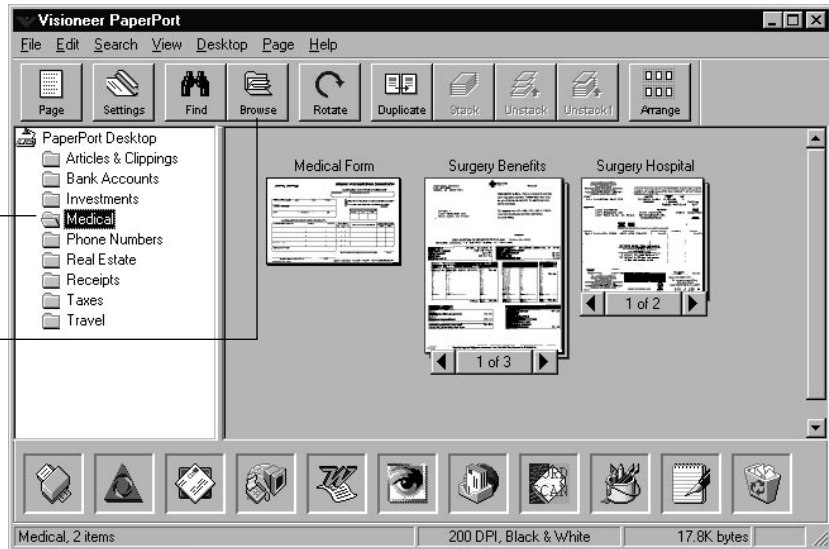 Visioneer PaperPort
File Edit Search View Desktop Page Help
Page Settings Find Browse Rotate Duplicate Stack Unstack Unstack1 Arrange
PaperPort Desktop
Articles & Clippings
Bank Accounts
Investments
Medical
Phone Numbers
Real Estate
Receipts
Taxes
Travel
Medical Form Surgery Benefits Surgery Hospital
1 of 2
1 of 3
Medical, 2 items 200 DPI, Black & White 17.8K bytes